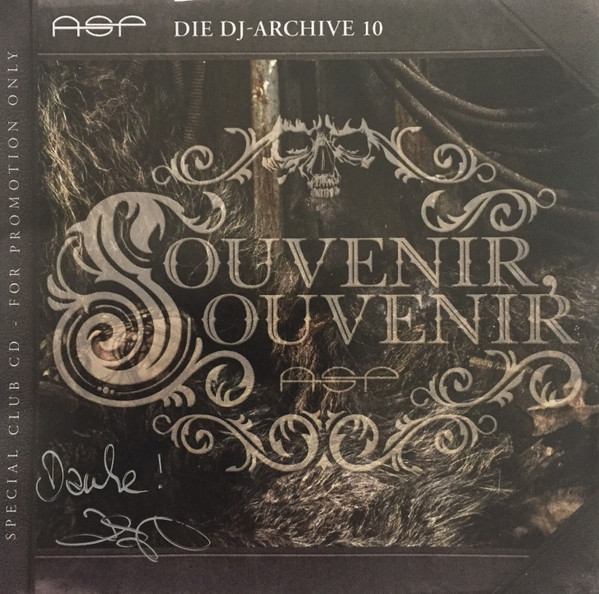 ASP DIE DJ-ARCHIVE 10
SPECIAL CLUB CD - FOR PROMOTION ONLY
SOUVENIR,
SOUVENIR
ASP
Danke!